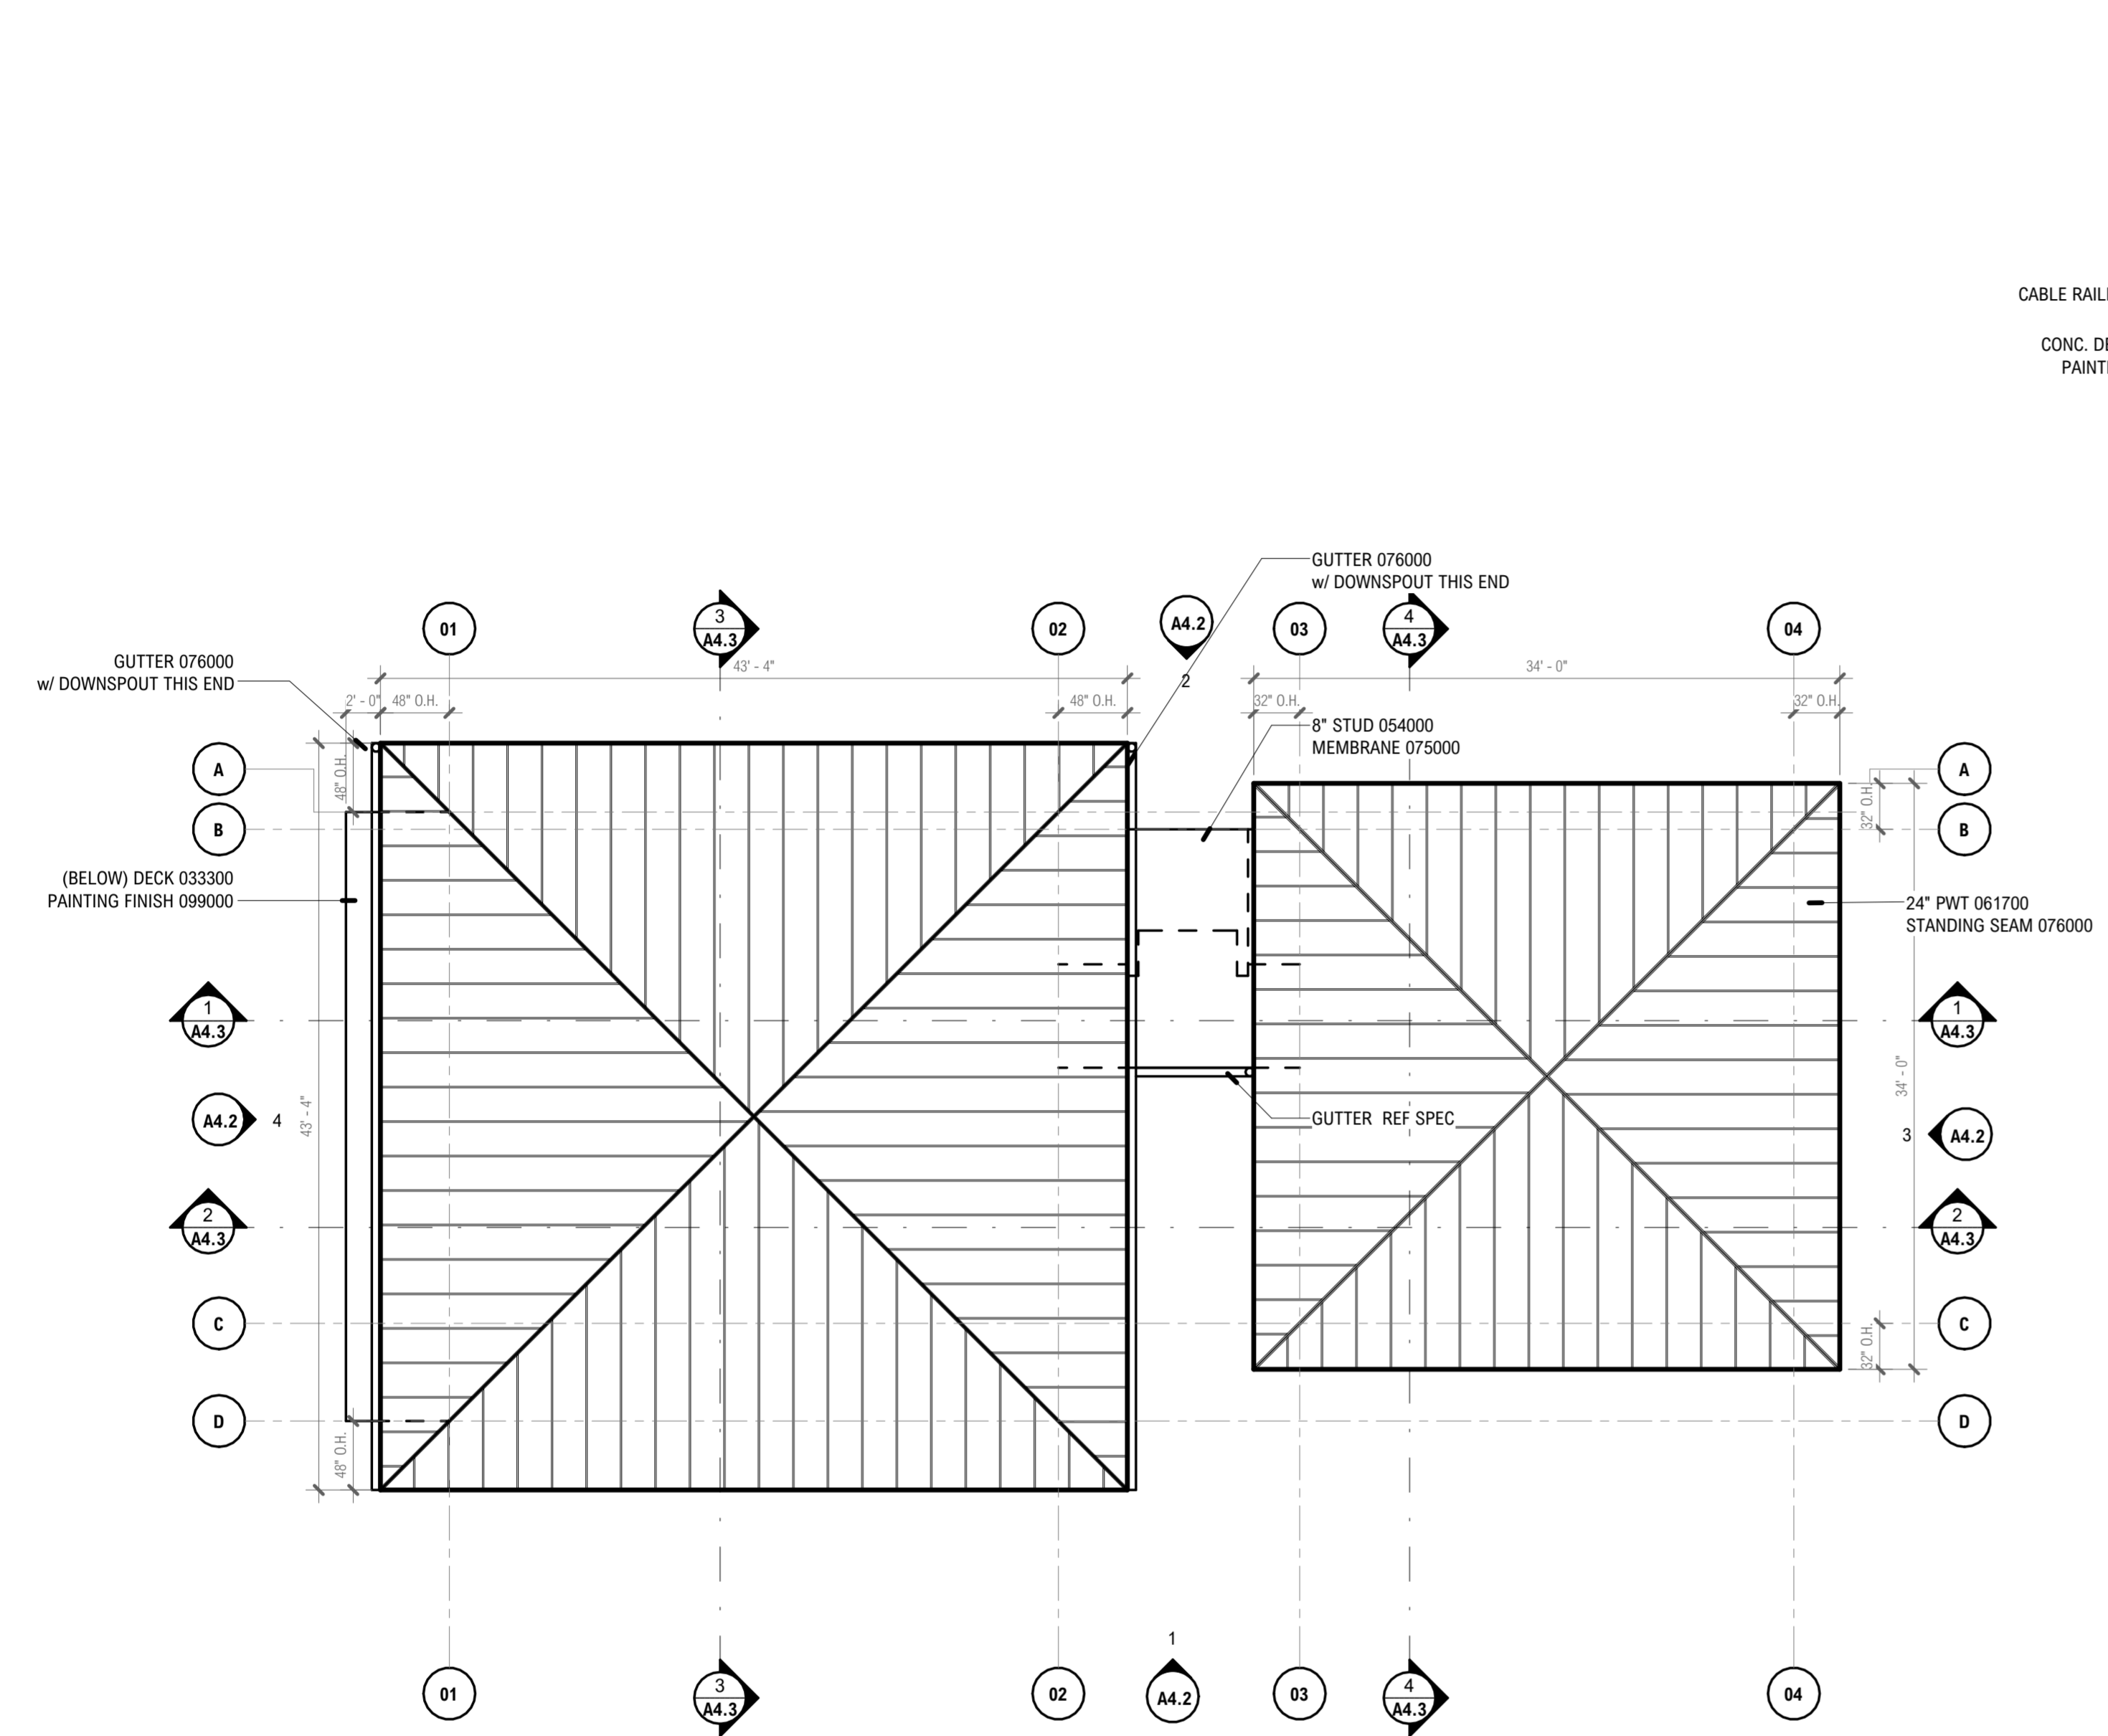 CABLE RAILI
CONC. DE
PAINTI
GUTTER 076000
w/ DOWNSPOUT THIS END
01
3
A4.3
02
A4.2
2
03
4
A4.3
04
GUTTER 076000
w/ DOWNSPOUT THIS END
43' - 4"
34' - 0"
2' - 0"
48" O.H.
48" O.H.
32" O.H.
32" O.H.
8" STUD 054000
MEMBRANE 075000
A
48" O.H.
A
32" O.H.
B
B
(BELOW) DECK 033300
PAINTING FINISH 099000
24" PWT 061700
STANDING SEAM 076000
1
A4.3
1
A4.3
34' - 0"
A4.2
4
43' - 4"
GUTTER REF SPEC
3
A4.2
2
A4.3
2
A4.3
C
32" O.H.
C
D
48" O.H.
D
1
01
3
A4.3
02
A4.2
03
4
A4.3
04